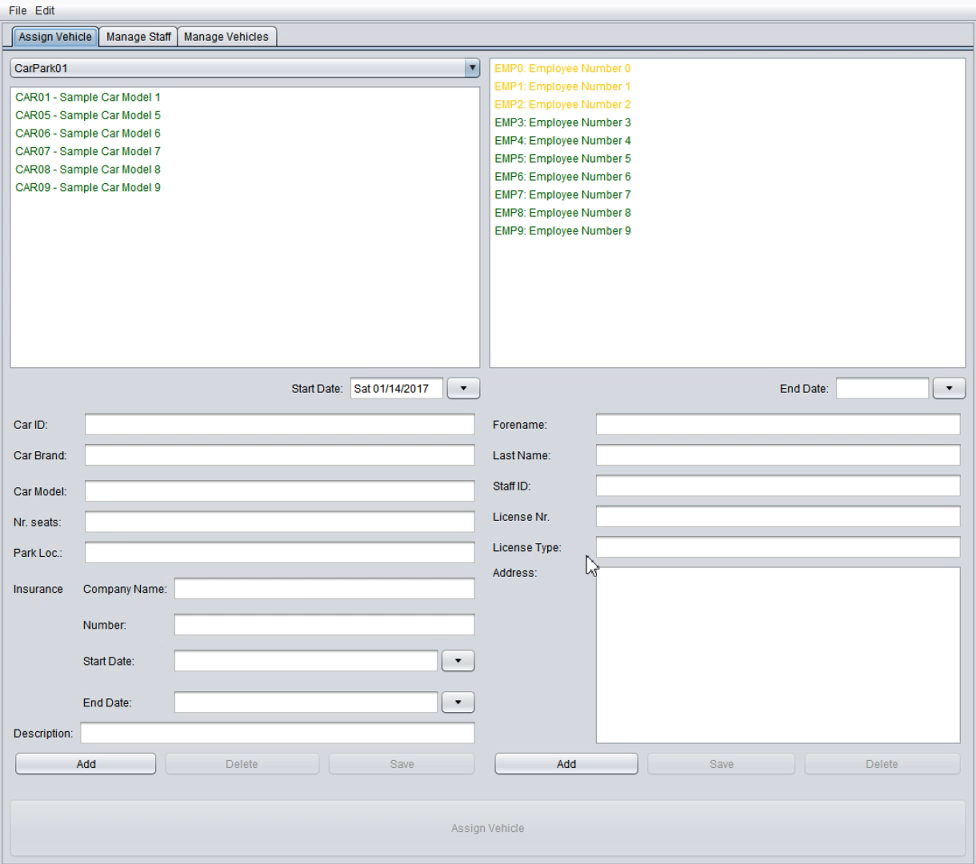 File Edit
Assign Vehicle Manage Staff Manage Vehicles
CarPark01
CAR01 - Sample Car Model 1
CAR05 - Sample Car Model 5
CAR06 - Sample Car Model 6
CAR07 - Sample Car Model 7
CAR08 - Sample Car Model 8
CAR09 - Sample Car Model 9
EMP0: Employee Number 0
EMP1: Employee Number 1
EMP2: Employee Number 2
EMP3: Employee Number 3
EMP4: Employee Number 4
EMP5: Employee Number 5
EMP6: Employee Number 6
EMP7: Employee Number 7
EMP8: Employee Number 8
EMP9: Employee Number 9
Start Date: Sat 01/14/2017
End Date:
Car ID:
Car Brand:
Car Model:
Nr. seats:
Park Loc.:
Insurance Company Name:
Number:
Start Date:
End Date:
Description:
Add Delete Save
Forename:
Last Name:
Staff ID:
License Nr.
License Type:
Address:
Add Save Delete
Assign Vehicle